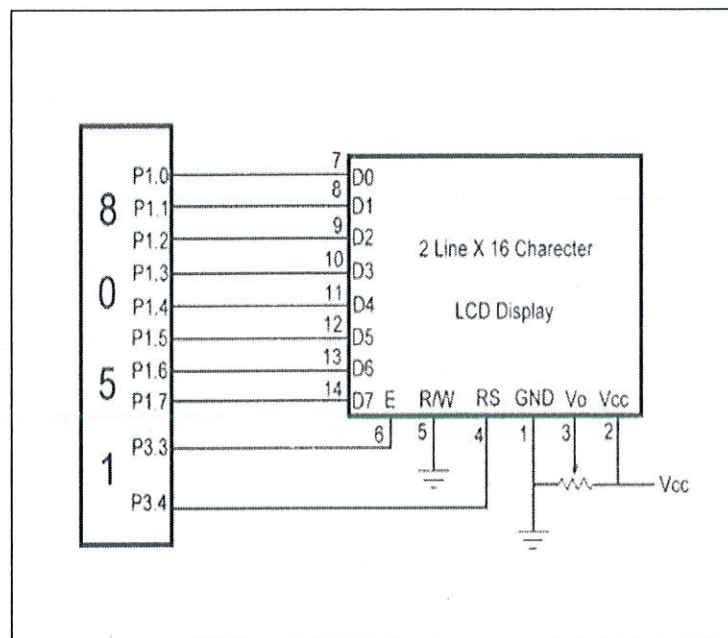 8
0
5
1
P1.0
P1.1
P1.2
P1.3
P1.4
P1.5
P1.6
P1.7
P3.3
P3.4
7
8
9
10
11
12
13
14
D0
D1
D2
D3
D4
D5
D6
D7
2 Line X 16 Charecter
LCD Display
E R/W RS GND Vo Vcc
6 5 4 1 3 2
Vcc